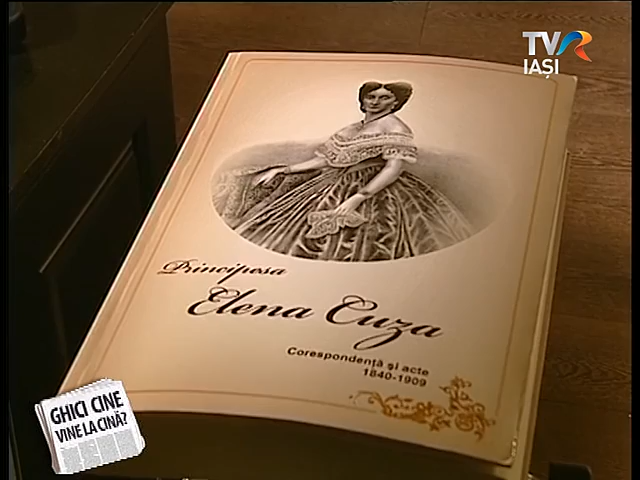 TVR
IAȘI
Principesa
Elena Cuza
Corespondență și acte
1840-1909
GHICI CINE
VINE LA CINĂ?